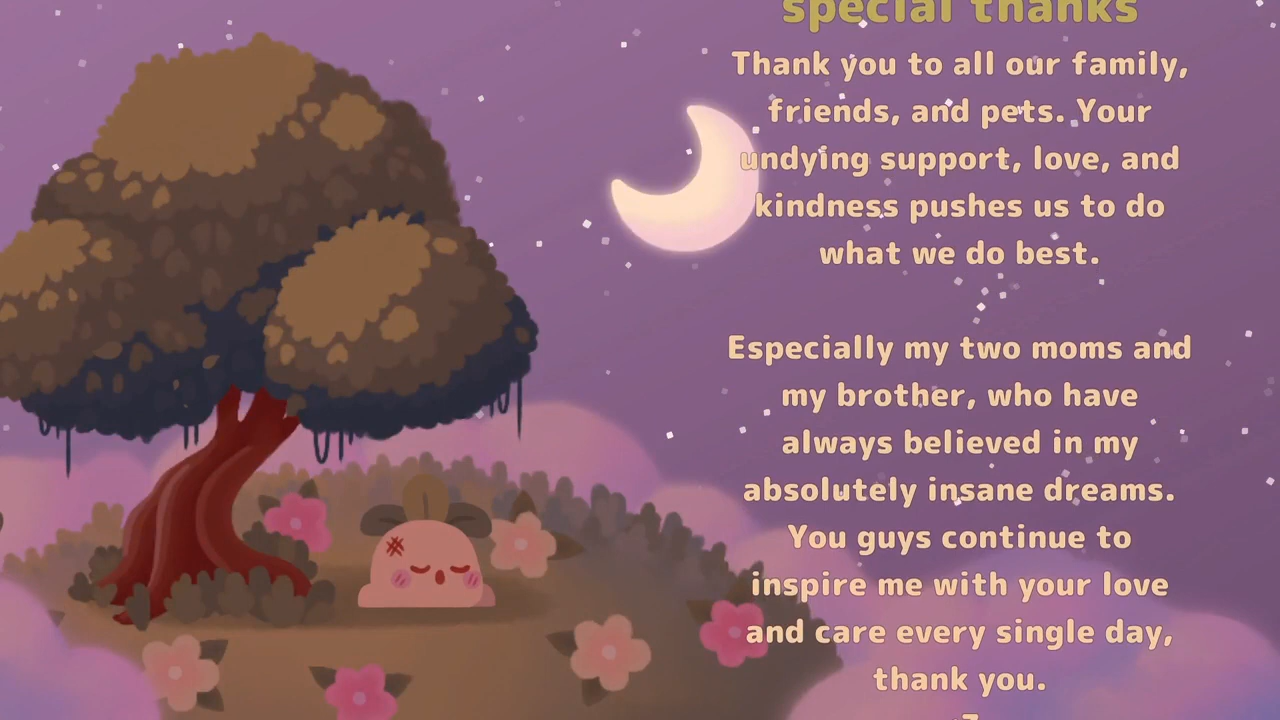 special thanks
Thank you to all our family,
friends, and pets. Your
undying support, love, and
kindness pushes us to do
what we do best.
Especially my two moms and
my brother, who have
always believed in my
absolutely insane dreams.
You guys continue to
inspire me with your love
and care every single day,
thank you.